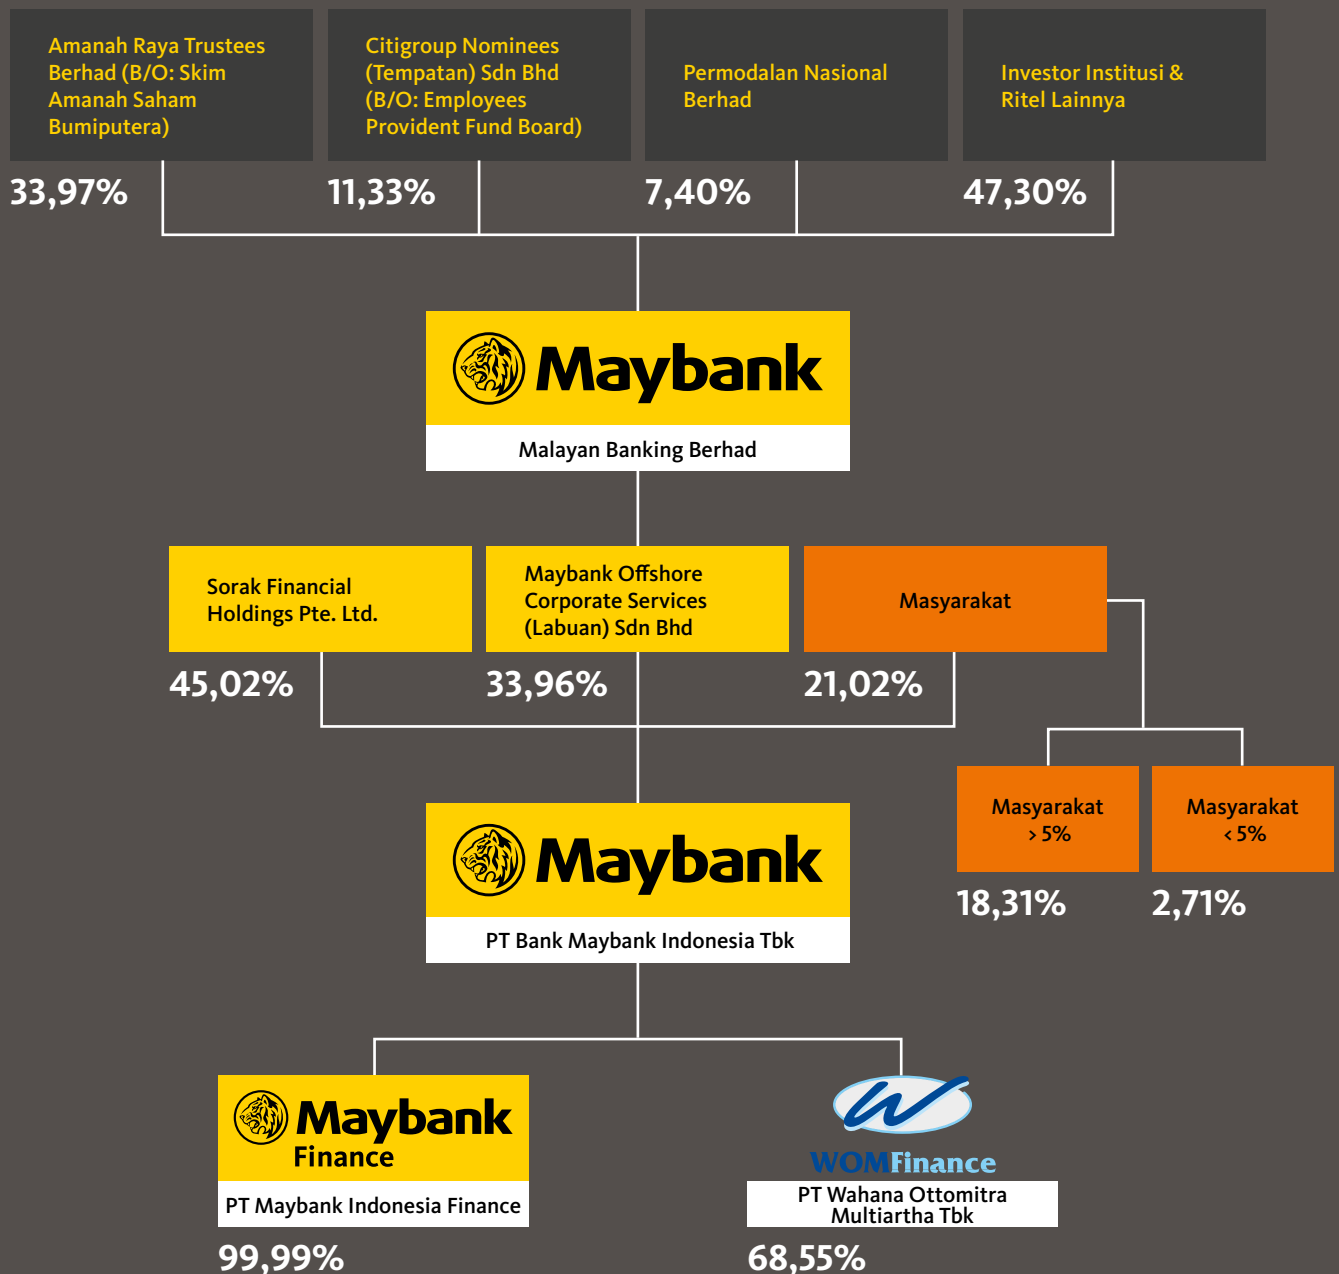 Amanah Raya Trustees
Berhad (B/O: Skim
Amanah Saham
Bumiputera)
33,97%
Citigroup Nominees
(Tempatan) Sdn Bhd
(B/O: Employees
Provident Fund Board)
11,33%
Permodalan Nasional
Berhad
7,40%
Investor Institusi &
Ritel Lainnya
47,30%
Maybank
Malayan Banking Berhad
Sorak Financial
Holdings Pte. Ltd.
45,02%
Maybank Offshore
Corporate Services
(Labuan) Sdn Bhd
33,96%
Masyarakat
21,02%
Masyarakat
> 5%
18,31%
Masyarakat
< 5%
2,71%
Maybank
PT Bank Maybank Indonesia Tbk
Maybank
Finance
PT Maybank Indonesia Finance
99,99%
W
WOMFinance
PT Wahana Ottomitra
Multiartha Tbk
68,55%